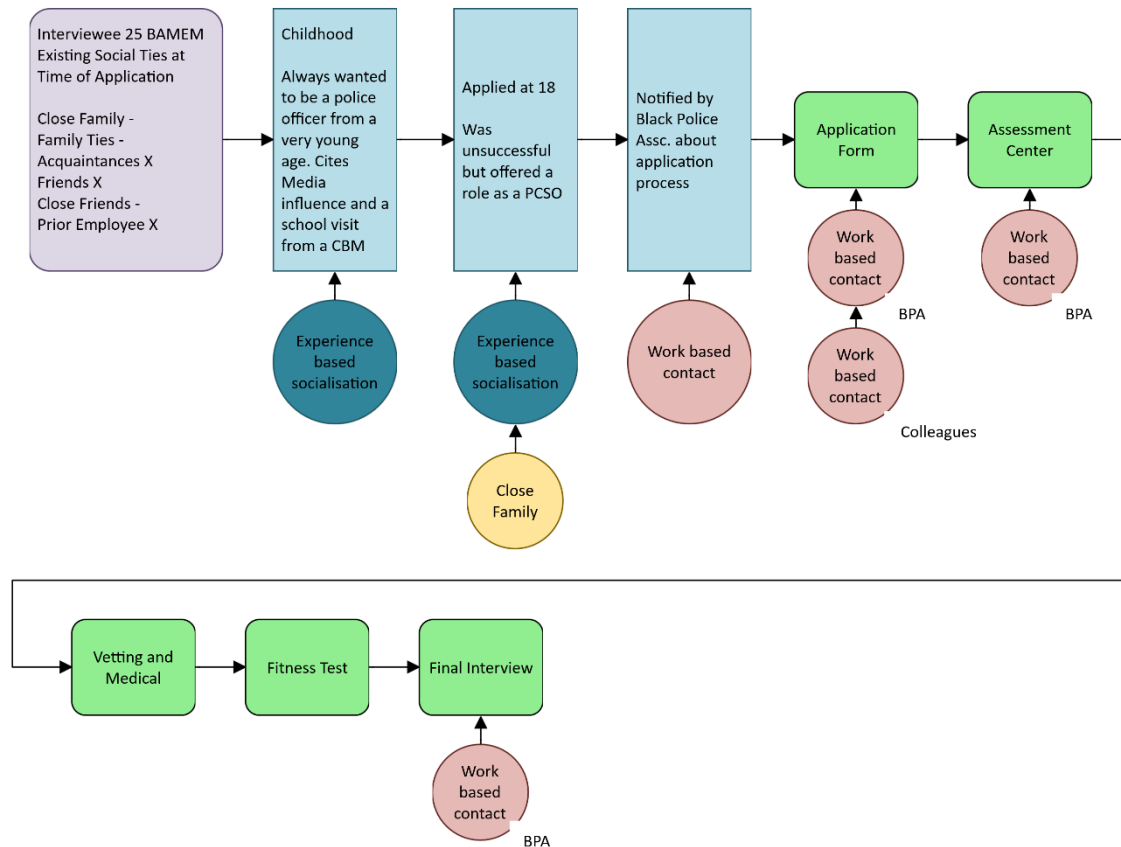 Interviewee 25 BAMEM
Existing Social Ties at
Time of Application
Close Family -
Family Ties -
Acquaintances X
Friends X
Close Friends -
Prior Employee X
Childhood
Always wanted
to be a police
officer from a
very young
age. Cites
Media
influence and a
school visit
from a CBM
Applied at 18
Was
unsuccessful
but offered a
role as a PCSO
Notified by
Black Police
Assc. about
application
process
Application
Form
Assessment
Center
Experience
based
socialisation
Experience
based
socialisation
Close
Family
Work based
contact
Work
based
contact
BPA
Work
based
contact
Colleagues
Work
based
contact
BPA
Vetting and
Medical
Fitness Test
Final Interview
Work
based
contact
BPA